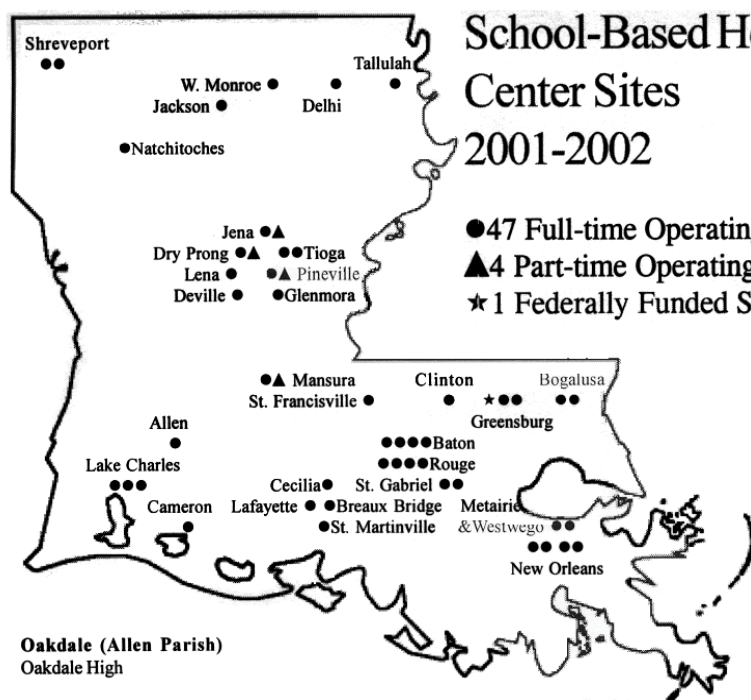 School-Based
Center Sites
2001-2002
47 Full-time
4 Part-time Operating
1 Federally Funded
Shreveport
Tallulah
W. Monroe
Delhi
Jackson
Natchitoches
Jena
Dry Prong
Tioga
Lena
Pineville
Deville
Glenmora
Mansura
Clinton
Bogalusa
St. Francisville
Greensburg
Allen
Baton
Lake Charles
Rouge
Cecilia
St. Gabriel
Cameron
Lafayette
Breaux Bridge
Metairie
St. Martinville
&Westwego
New Orleans
Oakdale (Allen Parish)
Oakdale High